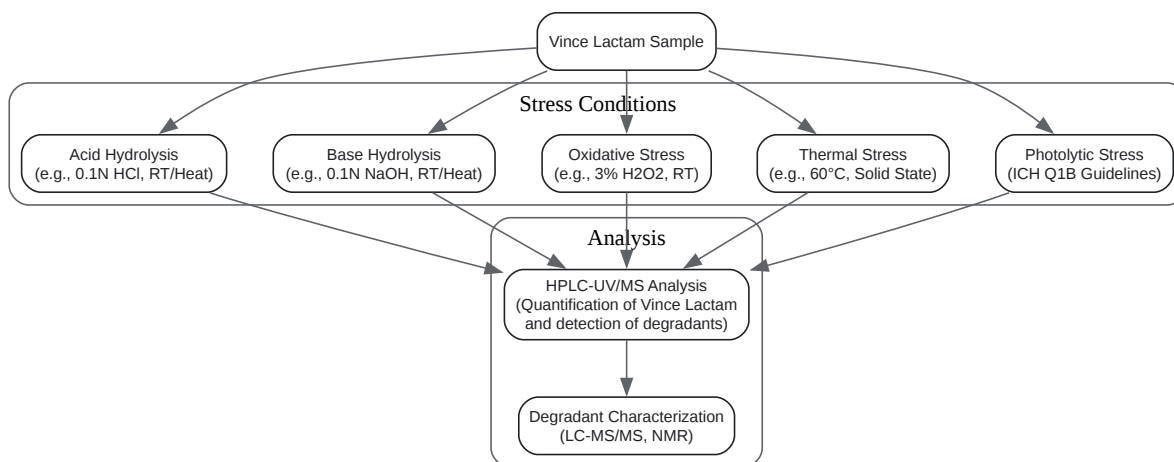 Vince Lactam Sample
Stress Conditions
Acid Hydrolysis
(e.g., 0.1N HCl, RT/Heat)
Base Hydrolysis
(e.g., 0.1N NaOH, RT/Heat)
Oxidative Stress
(e.g., 3% H2O2, RT)
Thermal Stress
(e.g., 60°C, Solid State)
Photolytic Stress
(ICH Q1B Guidelines)
Analysis
HPLC-UV/MS Analysis
(Quantification of Vince Lactam
and detection of degradants)
Degradant Characterization
(LC-MS/MS, NMR)